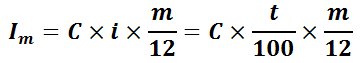 I_m = C × i × m/12 = C × t/100 × m/12